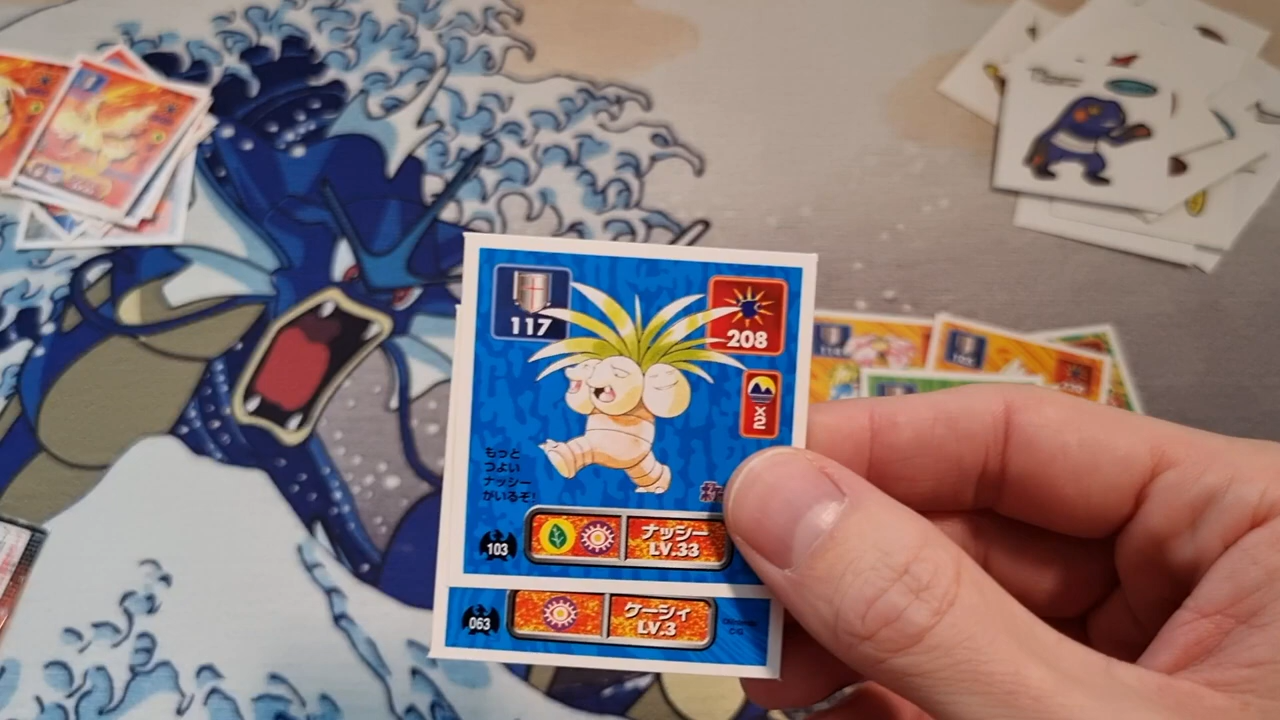 117
208
×2
もっと
つよい
ナッシー
がいるぞ!
103
ナッシー
LV.33
063
ケーシィ
LV.3